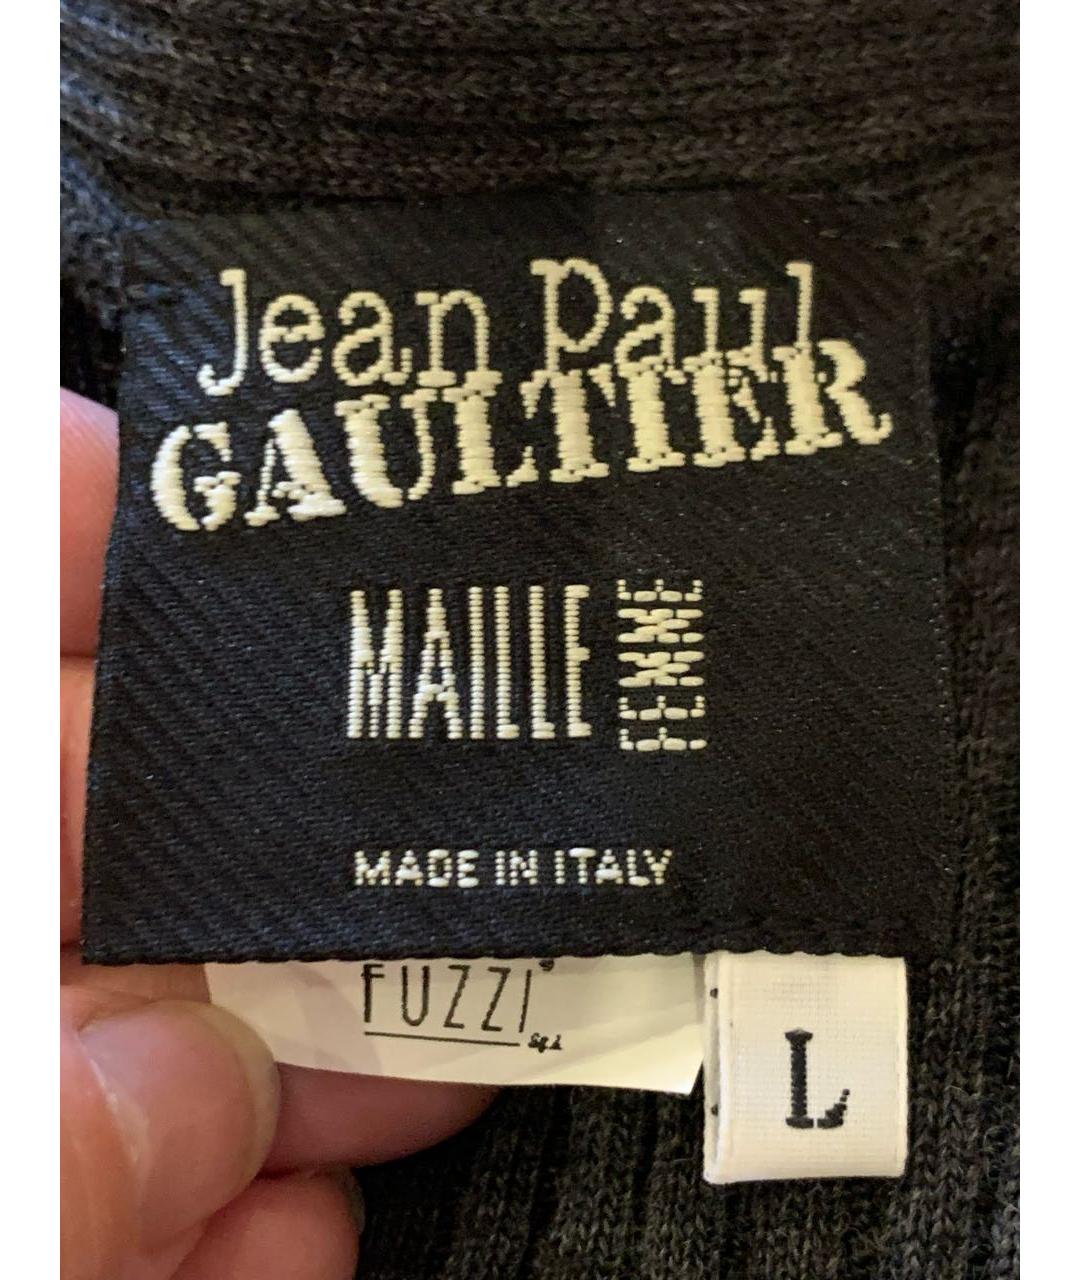 Jean Paul
GAULTIER
MAILLE FEMME
MADE IN ITALY
FUZZI
S.p.A.
L